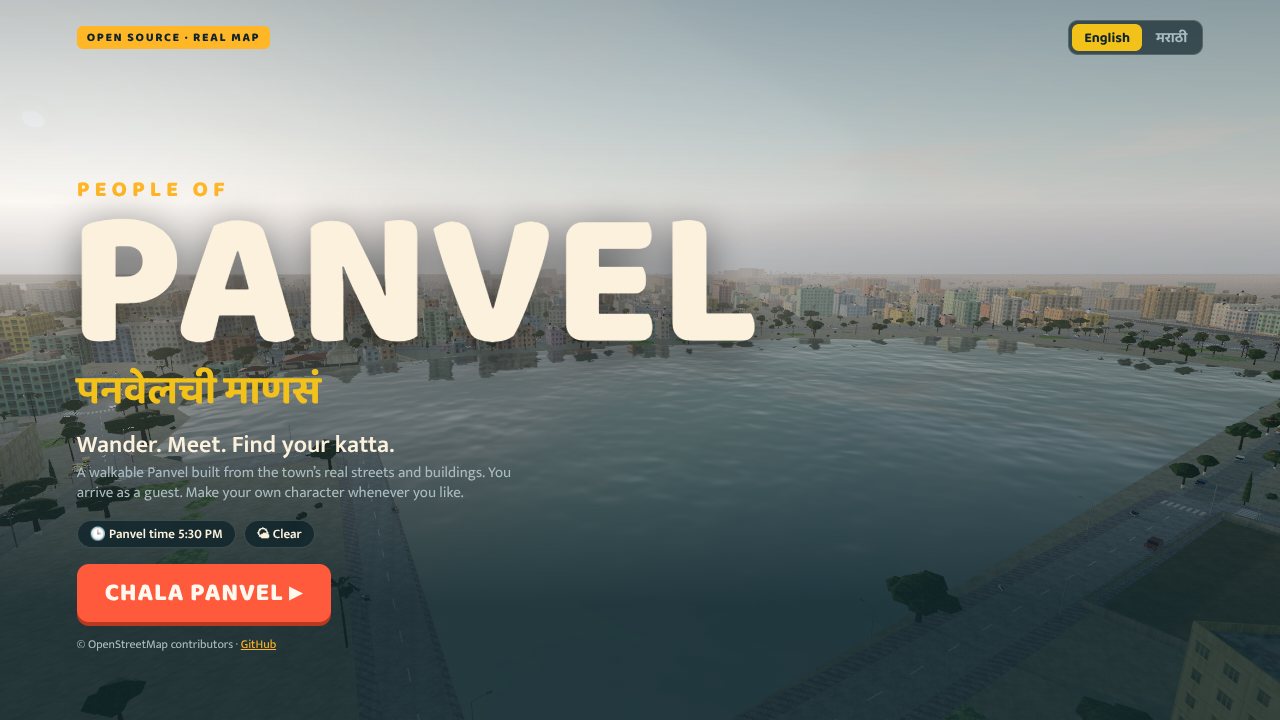 OPEN SOURCE · REAL MAP
English
मराठी
PEOPLE OF
PANVEL
पनवेलची माणसं
Wander. Meet. Find your katta.
A walkable Panvel built from the town's real streets and buildings. You
arrive as a guest. Make your own character whenever you like.
🕒 Panvel time 5:30 PM
🌤 Clear
CHALA PANVEL ▶
© OpenStreetMap contributors · GitHub